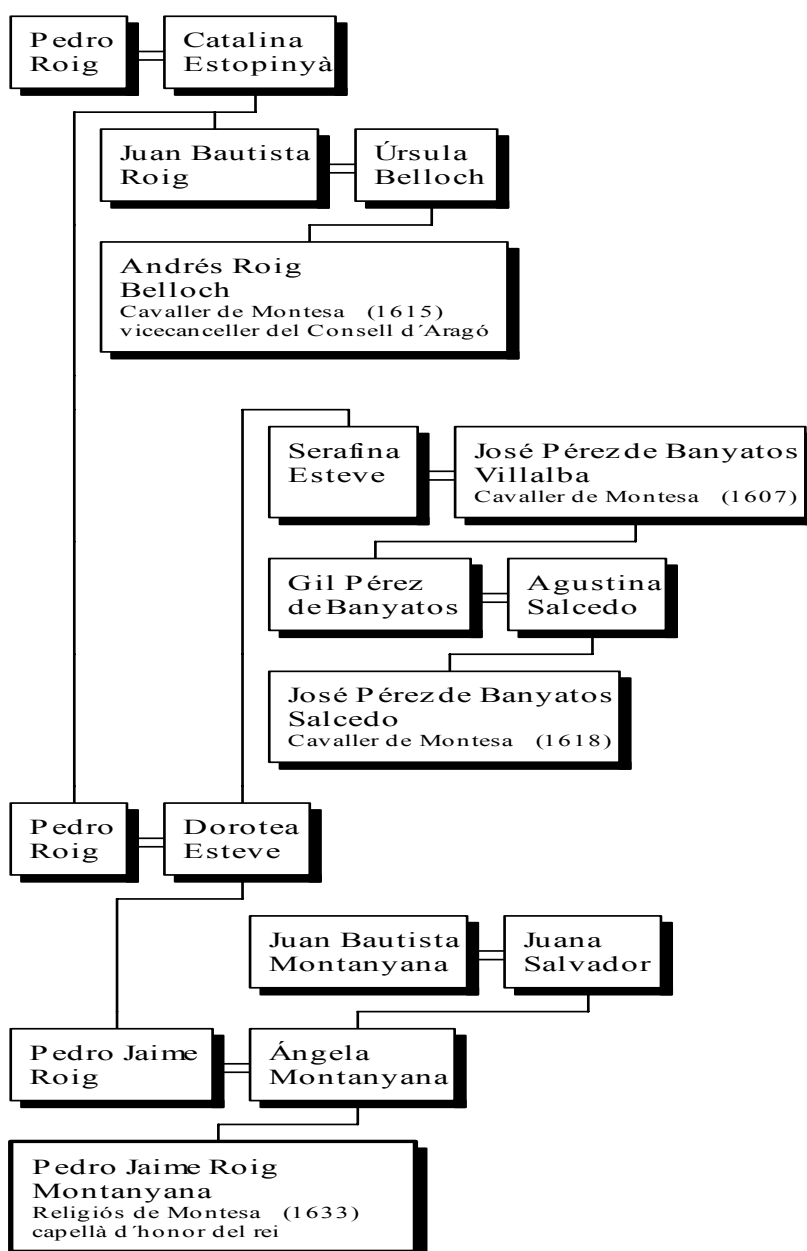 Pedro
Roig
Catalina
Estopinyà
Juan Bautista
Roig
Úrsula
Belloch
Andrés Roig
Belloch
Cavaller de Montesa (1615)
vicecanceller del Consell d´Aragó
Serafina
Esteve
José Pérez de Banyatos
Villalba
Cavaller de Montesa (1607)
Gil Pérez
de Banyatos
Agustina
Salcedo
José Pérez de Banyatos
Salcedo
Cavaller de Montesa (1618)
Pedro
Roig
Dorotea
Esteve
Juan Bautista
Montanyana
Juana
Salvador
Pedro Jaime
Roig
Ángela
Montanyana
Pedro Jaime Roig
Montanyana
Religiós de Montesa (1633)
capellà d´honor del rei